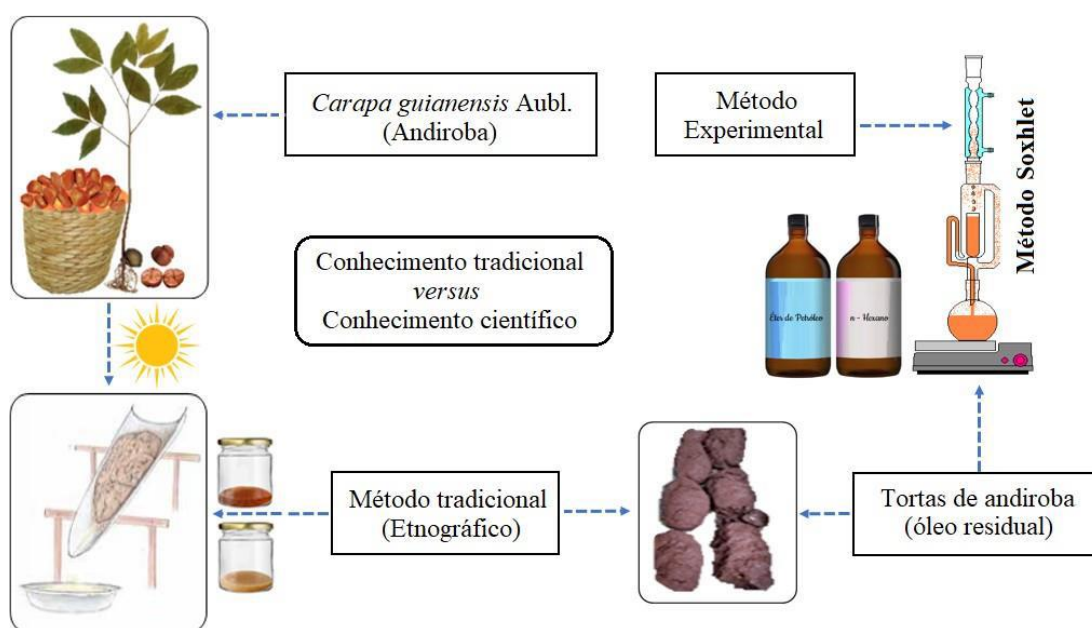 Carapa guianensis Aubl.
(Andiroba)
Método
Experimental
Método Soxhlet
Conhecimento tradicional
versus
Conhecimento científico
Éter de Petróleo
n - Hexano
Método tradicional
(Etnográfico)
Tortas de andiroba
(óleo residual)